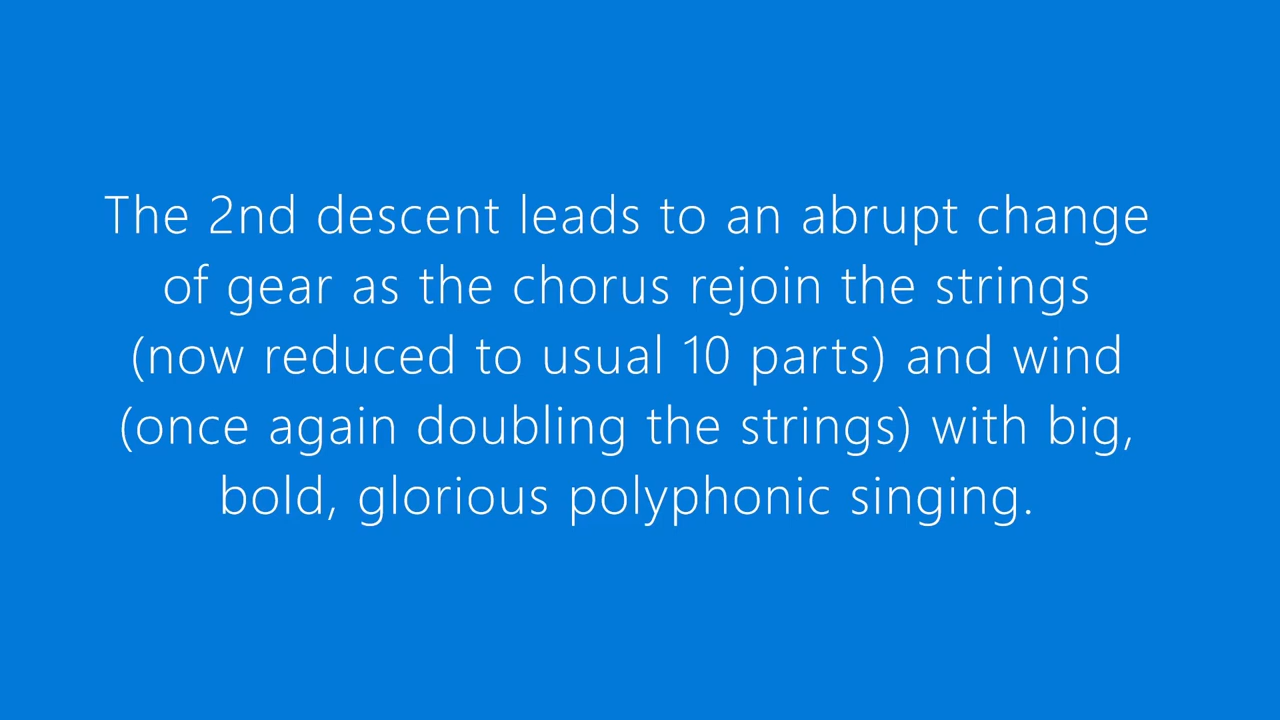 The 2nd descent leads to an abrupt change
of gear as the chorus rejoin the strings
(now reduced to usual 10 parts) and wind
(once again doubling the strings) with big,
bold, glorious polyphonic singing.